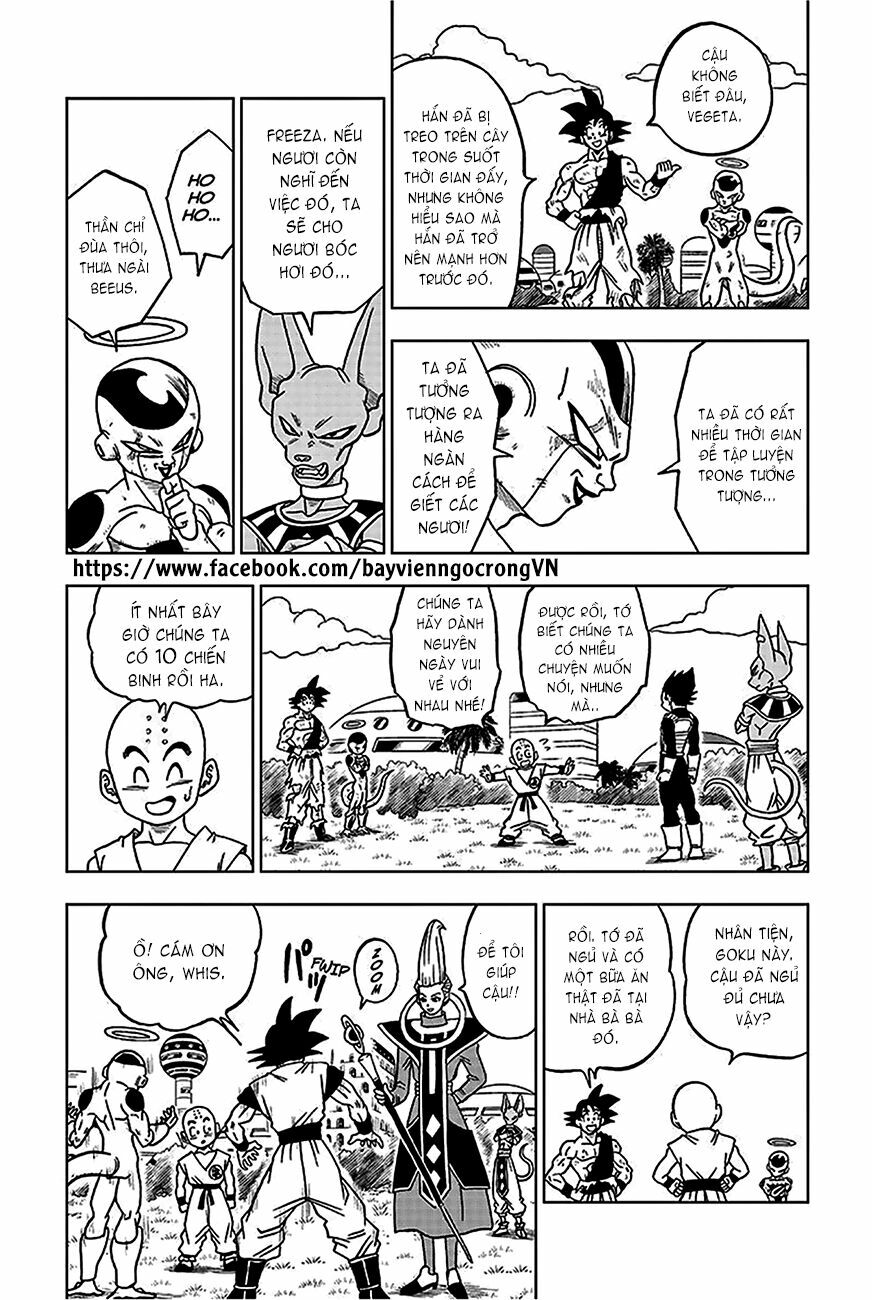 CẬU
KHÔNG
BIẾT ĐÂU,
VEGETA.
HẮN ĐÃ BỊ
TREO TRÊN CÂY
TRONG SUỐT
THỜI GIAN ĐẤY,
NHƯNG KHÔNG
HIỂU SAO MÀ
HẮN ĐÃ TRỞ
NÊN MẠNH HƠN
TRƯỚC ĐÓ.
FREEZA. NẾU
NGƯƠI CÒN
NGHĨ ĐẾN
VIỆC ĐÓ, TA
SẼ CHO
NGƯƠI BÓC
HƠI ĐÓ...
HO
HO
HO...
THẦN CHỈ
ĐÙA THÔI,
THƯA NGÀI
BEEUS.
TA ĐÃ CÓ RẤT
NHIỀU THỜI GIAN
ĐỂ TẬP LUYỆN
TRONG TƯỞNG
TƯỢNG...
TA ĐÃ
TƯỞNG
TƯỢNG RA
HÀNG
NGÀN
CÁCH ĐỂ
GIẾT CÁC
NGƯƠI!
https://www.facebook.com/bayvienngocrongVN
ÍT NHẤT BÂY
GIỜ CHÚNG TA
CÓ 10 CHIẾN
BINH RỒI HA.
ĐƯỢC RỒI, TỚ
BIẾT CHÚNG TA
CÓ NHIỀU
CHUYỆN MUỐN
NÓI, NHƯNG
MÀ..
CHÚNG TA
HÃY DÀNH
NGUYÊN
NGÀY VUI
VẺ VỚI
NHAU NHÉ!
NHÂN TIỆN,
GOKU NÀY.
CẬU ĐÃ NGỦ
ĐỦ CHƯA
VẬY?
RỒI. TỚ ĐÃ
NGỦ VÀ CÓ
MỘT BỮA ĂN
THẬT ĐÃ TẠI
NHÀ BÀ BÀ
ĐÓ.
ĐỂ TÔI
GIÚP
CẬU!!
ZOOM
FWIP
パッ
Ồ! CÁM ƠN
ÔNG, WHIS.